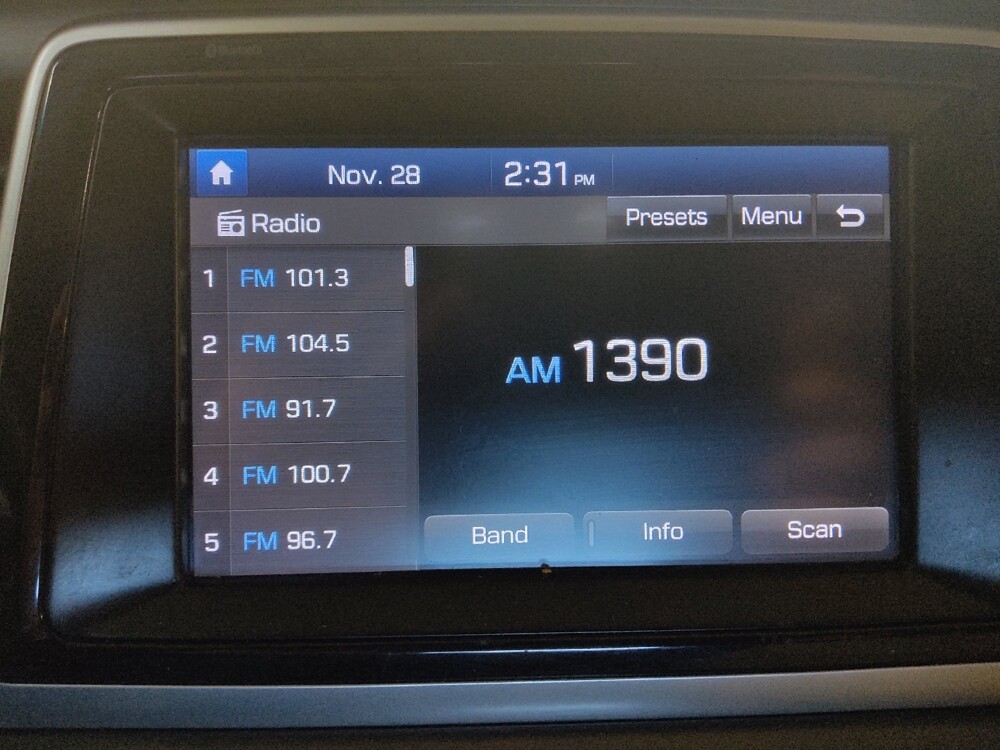 Nov. 28 2:31 PM
Radio Presets Menu
1 FM 101.3
2 FM 104.5
3 FM 91.7
4 FM 100.7
5 FM 96.7
AM 1390
Band Info Scan